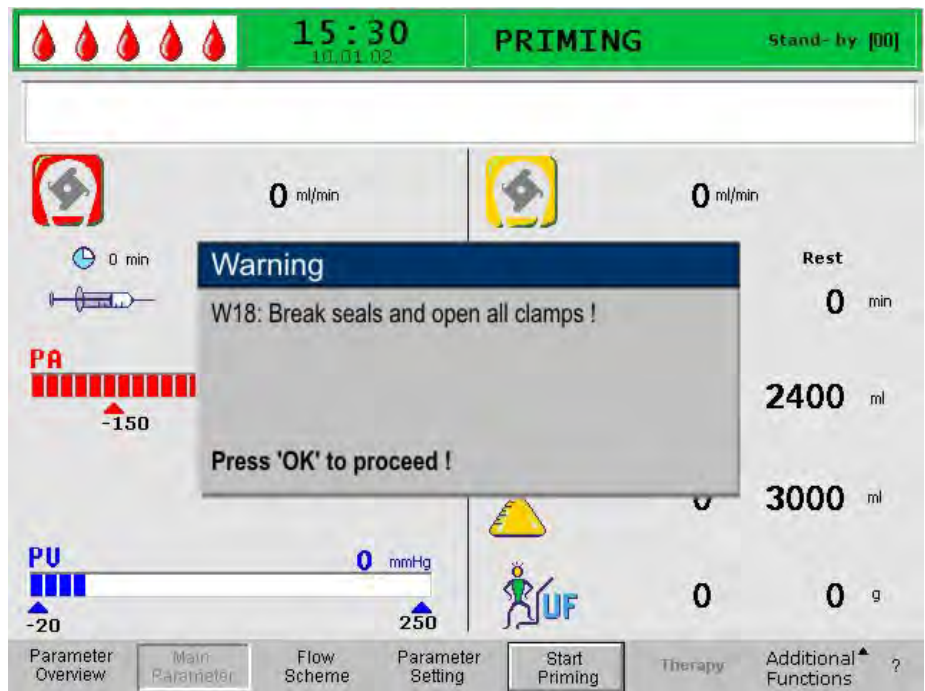 15:30
10.01.02
PRIMING
Stand- by [00]
0 ml/min
0 ml/min
0 min
Rest
0 min
Warning
W18: Break seals and open all clamps !
Press 'OK' to proceed !
PA
-150
2400 ml
3000 ml
PV 0 mmHg
-20
250
UF
0
0 g
Parameter Overview
Main Parameter
Flow Scheme
Parameter Setting
Start Priming
Therapy
Additional Functions
?